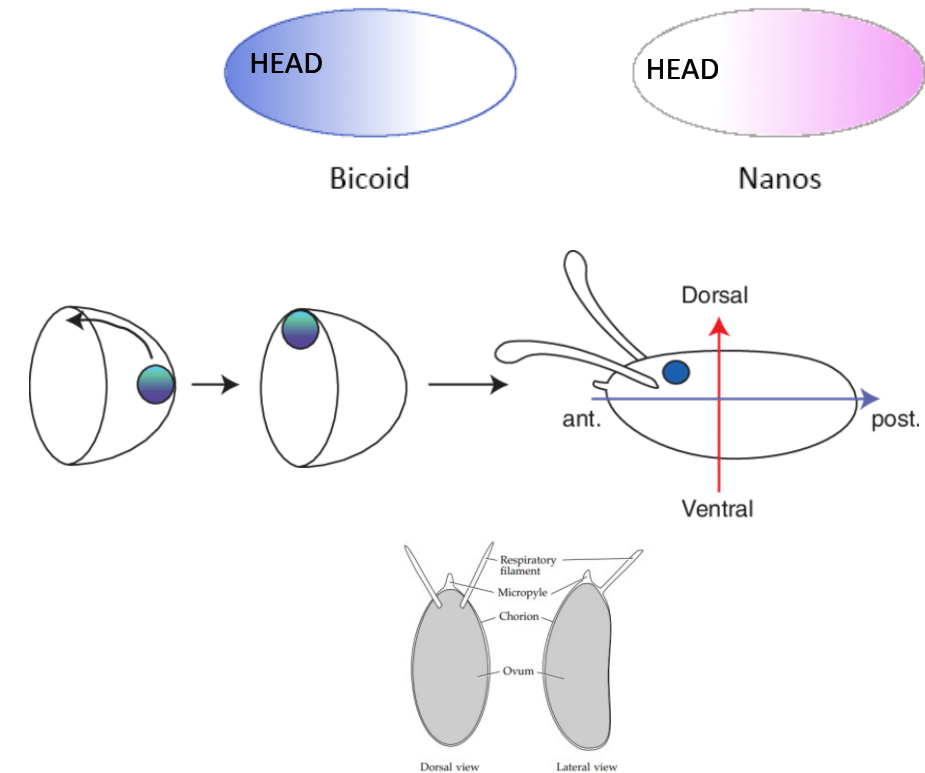 HEAD
HEAD
Bicoid
Nanos
Dorsal
ant.
post.
Ventral
Respiratory
filament
Micropyle
Chorion
Ovum
Dorsal view
Lateral view